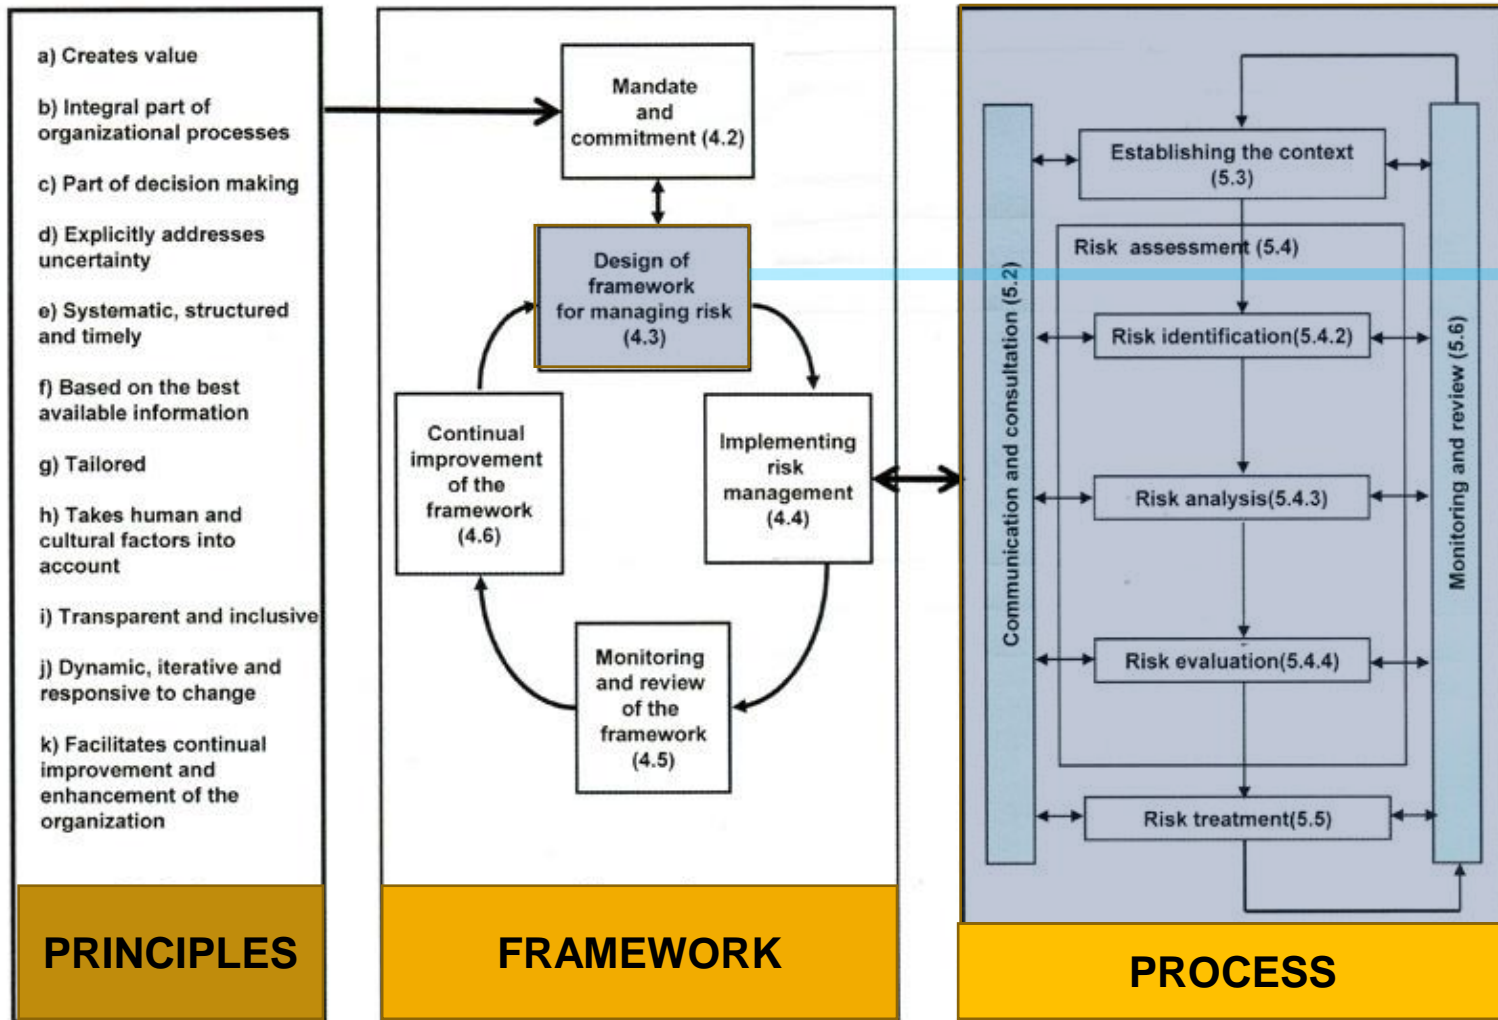 a) Creates value
b) Integral part of
organizational processes
c) Part of decision making
d) Explicitly addresses
uncertainty
e) Systematic, structured
and timely
f) Based on the best
available information
g) Tailored
h) Takes human and
cultural factors into
account
i) Transparent and inclusive
j) Dynamic, iterative and
responsive to change
k) Facilitates continual
improvement and
enhancement of the
organization
PRINCIPLES
Mandate
and
commitment (4.2)
Design of
framework
for managing risk
(4.3)
Implementing
risk
management
(4.4)
Monitoring
and review
of the
framework
(4.5)
Continual
improvement
of the
framework
(4.6)
FRAMEWORK
Communication and consultation (5.2)
Establishing the context
(5.3)
Risk assessment (5.4)
Risk identification(5.4.2)
Risk analysis(5.4.3)
Risk evaluation(5.4.4)
Risk treatment(5.5)
Monitoring and review (5.6)
PROCESS